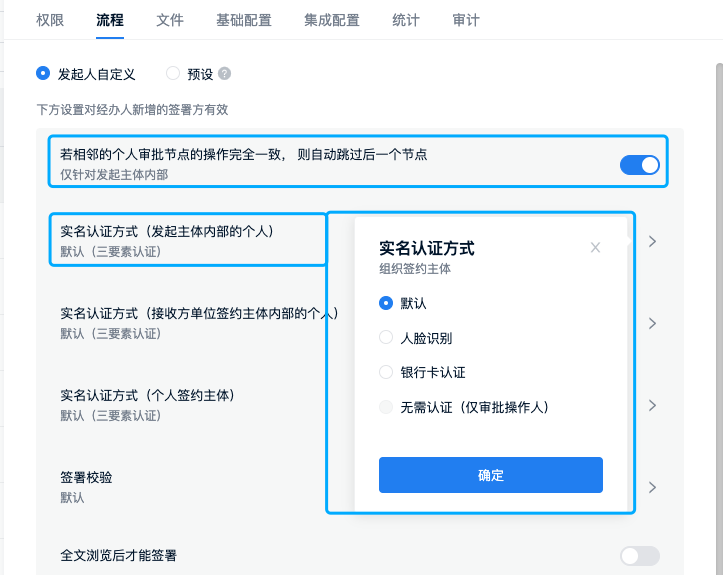 权限 流程 文件 基础配置 集成配置 统计 审计
发起人自定义 预设 ?
下方设置对经办人新增的签署方有效
若相邻的个人审批节点的操作完全一致， 则自动跳过后一个节点
仅针对发起主体内部
实名认证方式（发起主体内部的个人）
默认（三要素认证）
实名认证方式（接收方单位签约主体内部的个人）
默认（三要素认证）
实名认证方式（个人签约主体）
默认（三要素认证）
签署校验
默认
全文浏览后才能签署
实名认证方式
组织签约主体
默认
人脸识别
银行卡认证
无需认证（仅审批操作人）
确定